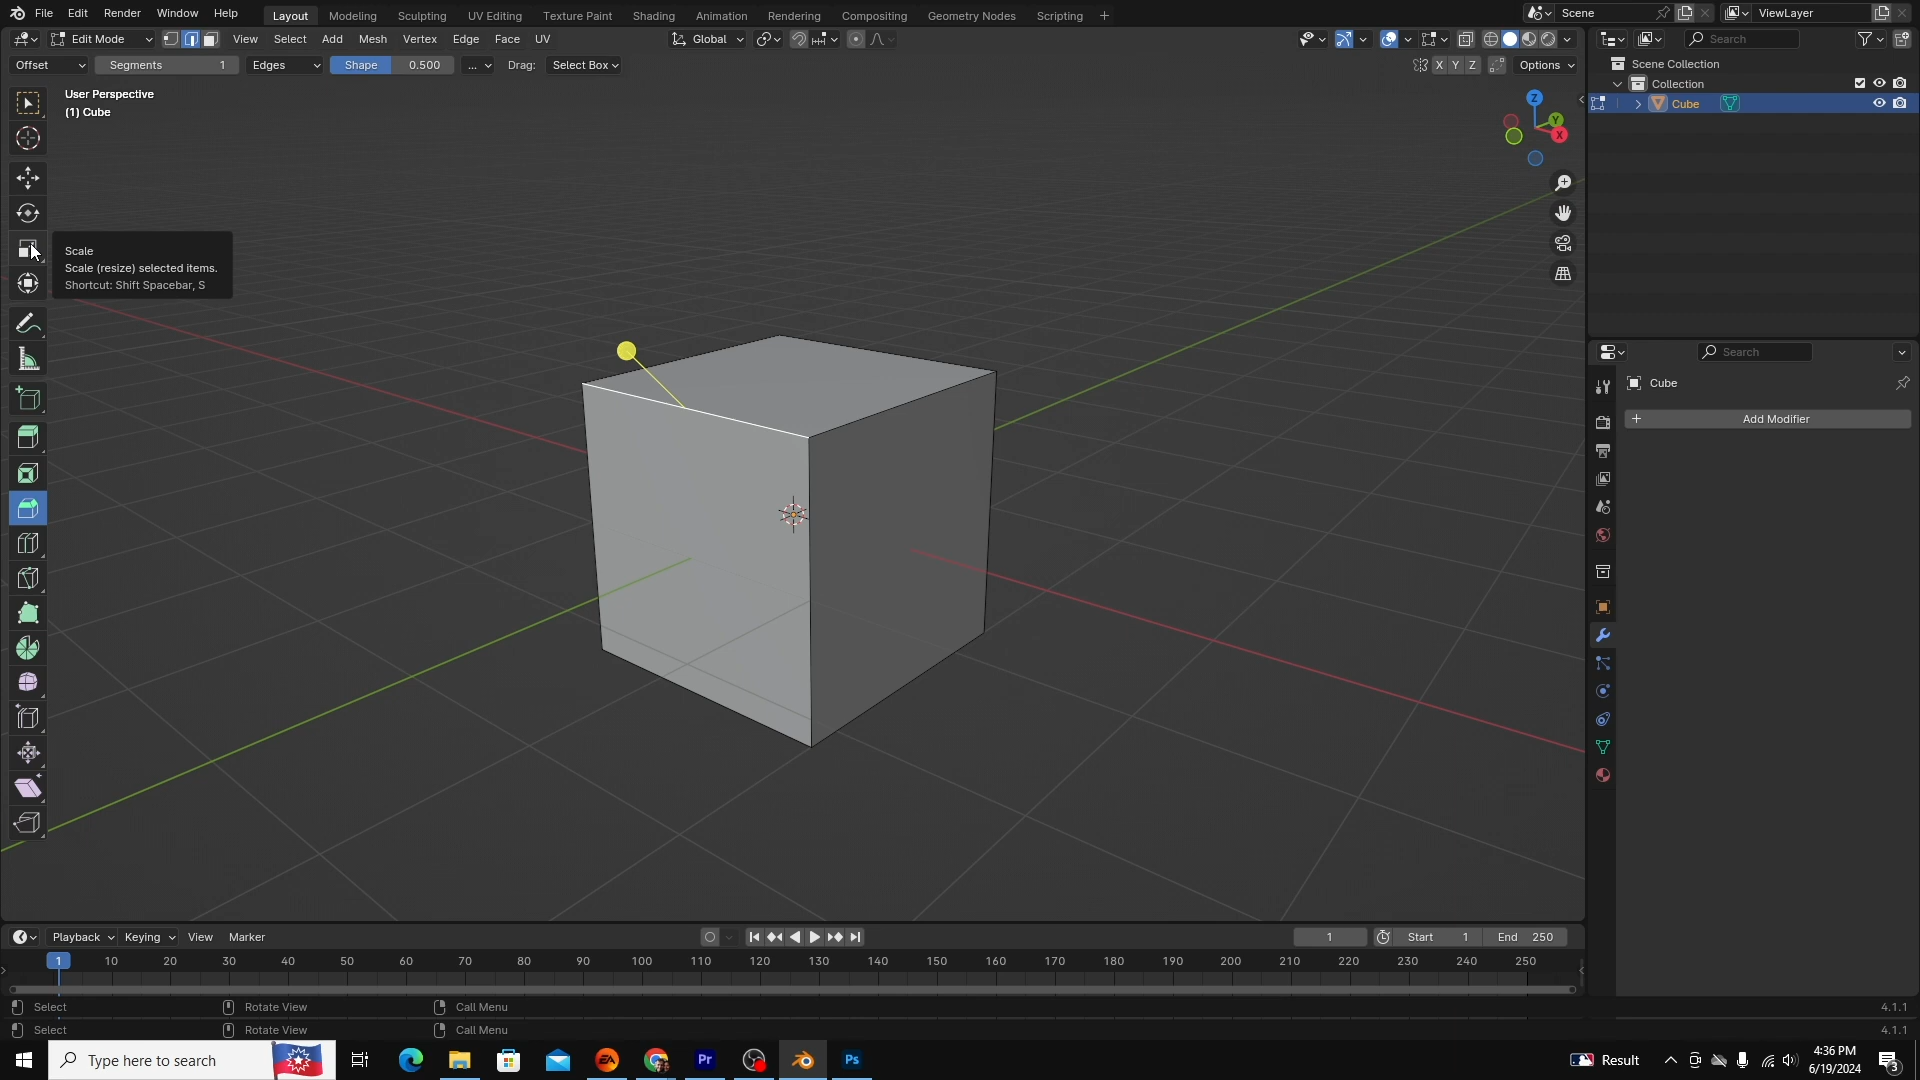 File Edit Render Window Help Layout Modeling Sculpting UV Editing Texture Paint Shading Animation Rendering Compositing Geometry Nodes Scripting + Scene ViewLayer
Edit Mode View Select Add Mesh Vertex Edge Face UV Global Search
Offset Segments 1 Edges Shape 0.500 ... Drag: Select Box X Y Z Options
Scene Collection
Collection
Cube
User Perspective
(1) Cube
Z
Y
X
Scale
Scale (resize) selected items.
Shortcut: Shift Spacebar, S
Search
Cube
+ Add Modifier
Playback Keying View Marker 1 Start 1 End 250
1 10 20 30 40 50 60 70 80 90 100 110 120 130 140 150 160 170 180 190 200 210 220 230 240 250
Select Rotate View Call Menu 4.1.1
Select Rotate View Call Menu 4.1.1
Type here to search EA Pr Ps Result 4:36 PM
6/19/2024 3